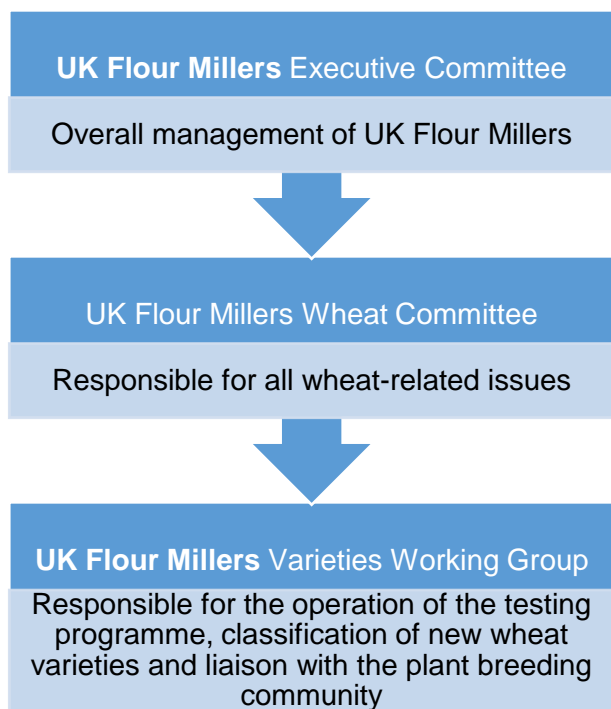 UK Flour Millers Executive Committee
Overall management of UK Flour Millers
UK Flour Millers Wheat Committee
Responsible for all wheat-related issues
UK Flour Millers Varieties Working Group
Responsible for the operation of the testing
programme, classification of new wheat
varieties and liaison with the plant breeding
community